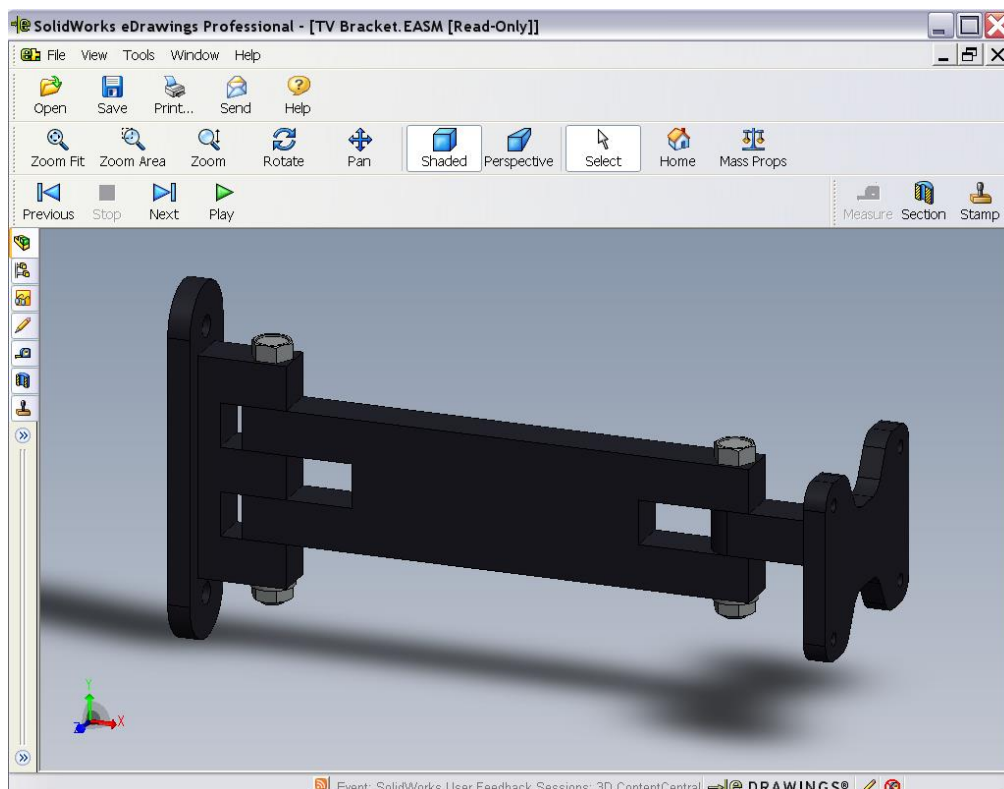 SolidWorks eDrawings Professional - [TV Bracket.EASM [Read-Only]]
File View Tools Window Help
Open Save Print... Send Help
Zoom Fit Zoom Area Zoom Rotate Pan Shaded Perspective Select Home Mass Props
Previous Stop Next Play Measure Section Stamp
Y
Z X
Event: SolidWorks User Feedback Sessions: 3D ContentCentral e DRAWINGS®